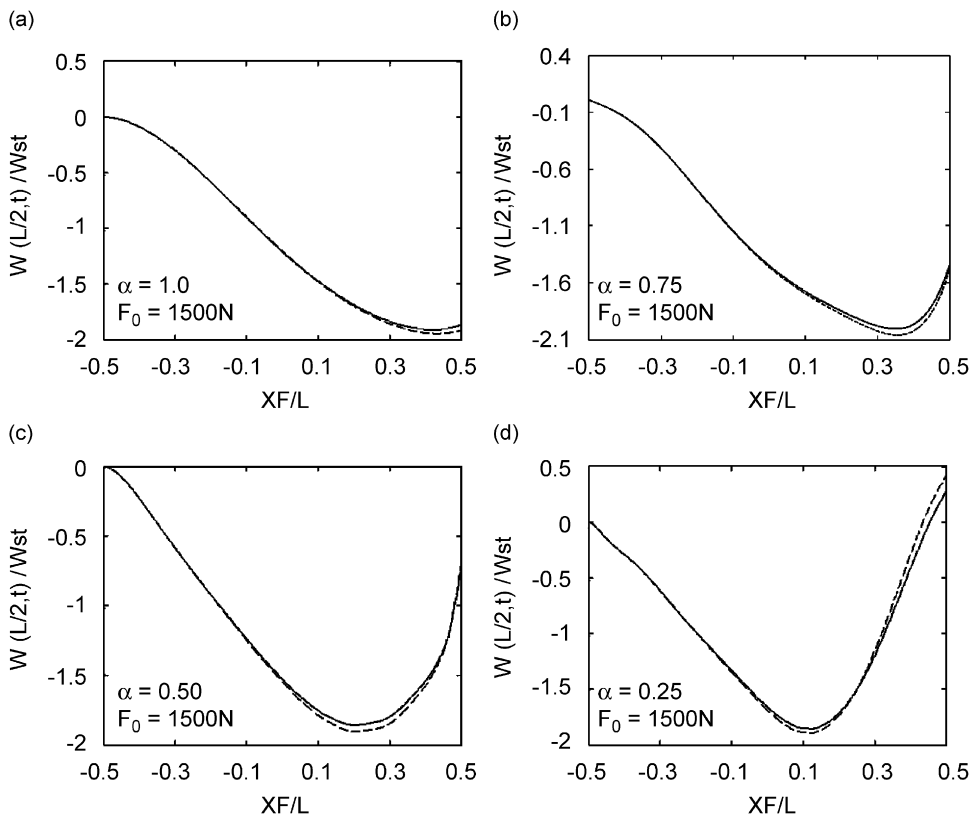 (a)
0.5
0
-0.5
-1
-1.5
-2
W (L/2,t) /Wst
α = 1.0
F0 = 1500N
-0.5 -0.3 -0.1 0.1 0.3 0.5
XF/L
(b)
0.4
-0.1
-0.6
-1.1
-1.6
-2.1
W (L/2,t) /Wst
α = 0.75
F0 = 1500N
-0.5 -0.3 -0.1 0.1 0.3 0.5
XF/L
(c)
0
-0.5
-1
-1.5
-2
W (L/2,t) /Wst
α = 0.50
F0 = 1500N
-0.5 -0.3 -0.1 0.1 0.3 0.5
XF/L
(d)
0.5
0
-0.5
-1
-1.5
-2
W (L/2,t) /Wst
α = 0.25
F0 = 1500N
-0.5 -0.3 -0.1 0.1 0.3 0.5
XF/L